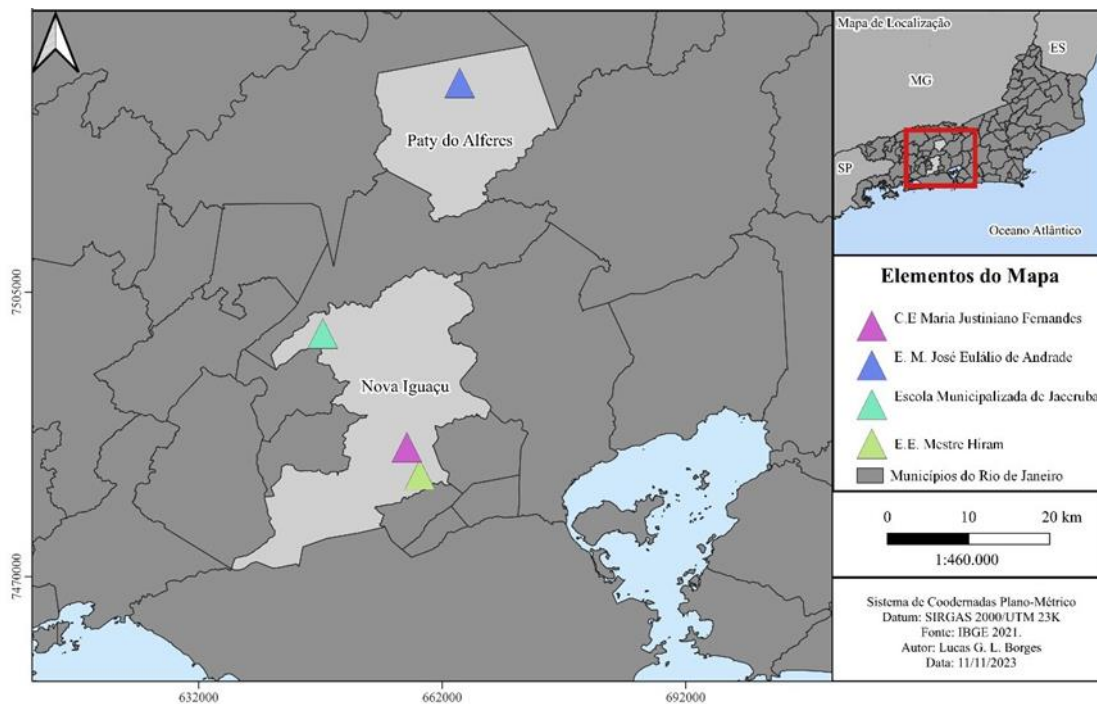 Paty do Alferes
Nova Iguaçu
7505000
7470000
632000
662000
692000
Mapa de Localização
ES
MG
SP
Oceano Atlântico
Elementos do Mapa
C.E Maria Justiniano Fernandes
E. M. José Eulálio de Andrade
Escola Municipalizada de Jaceruba
E.E. Mestre Hiram
Municípios do Rio de Janeiro
0 10 20 km
1:460.000
Sistema de Coodernadas Plano-Métrico
Datum: SIRGAS 2000/UTM 23K
Fonte: IBGE 2021.
Autor: Lucas G. L. Borges
Data: 11/11/2023